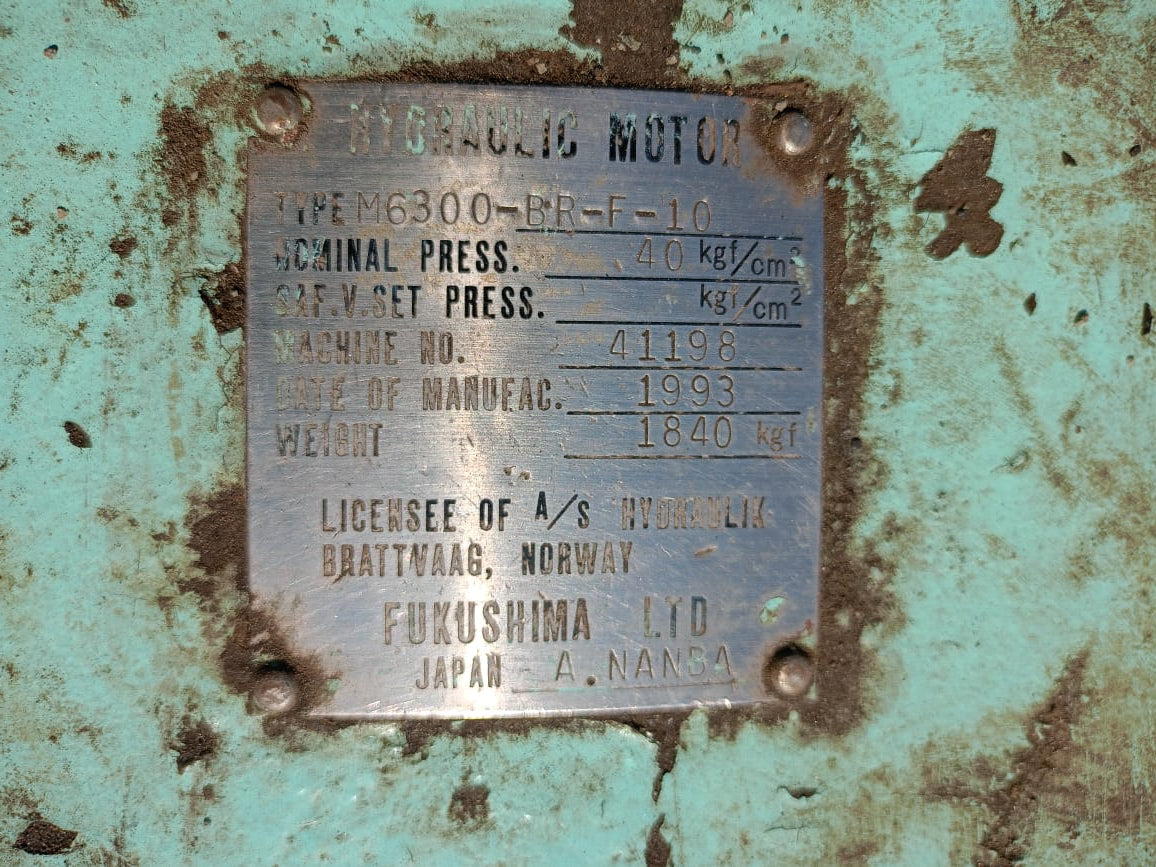 HYDRAULIC MOTOR
TYPE M6300-BR-F-10
NOMINAL PRESS. 40 kgf/cm²
SAF.V.SET PRESS. kgf/cm²
MACHINE NO. 41198
DATE OF MANUFAC. 1993
WEIGHT 1840 kgf
LICENSEE OF A/S HYDRAULIK
BRATTVAAG, NORWAY
FUKUSHIMA LTD
JAPAN A.NANBA